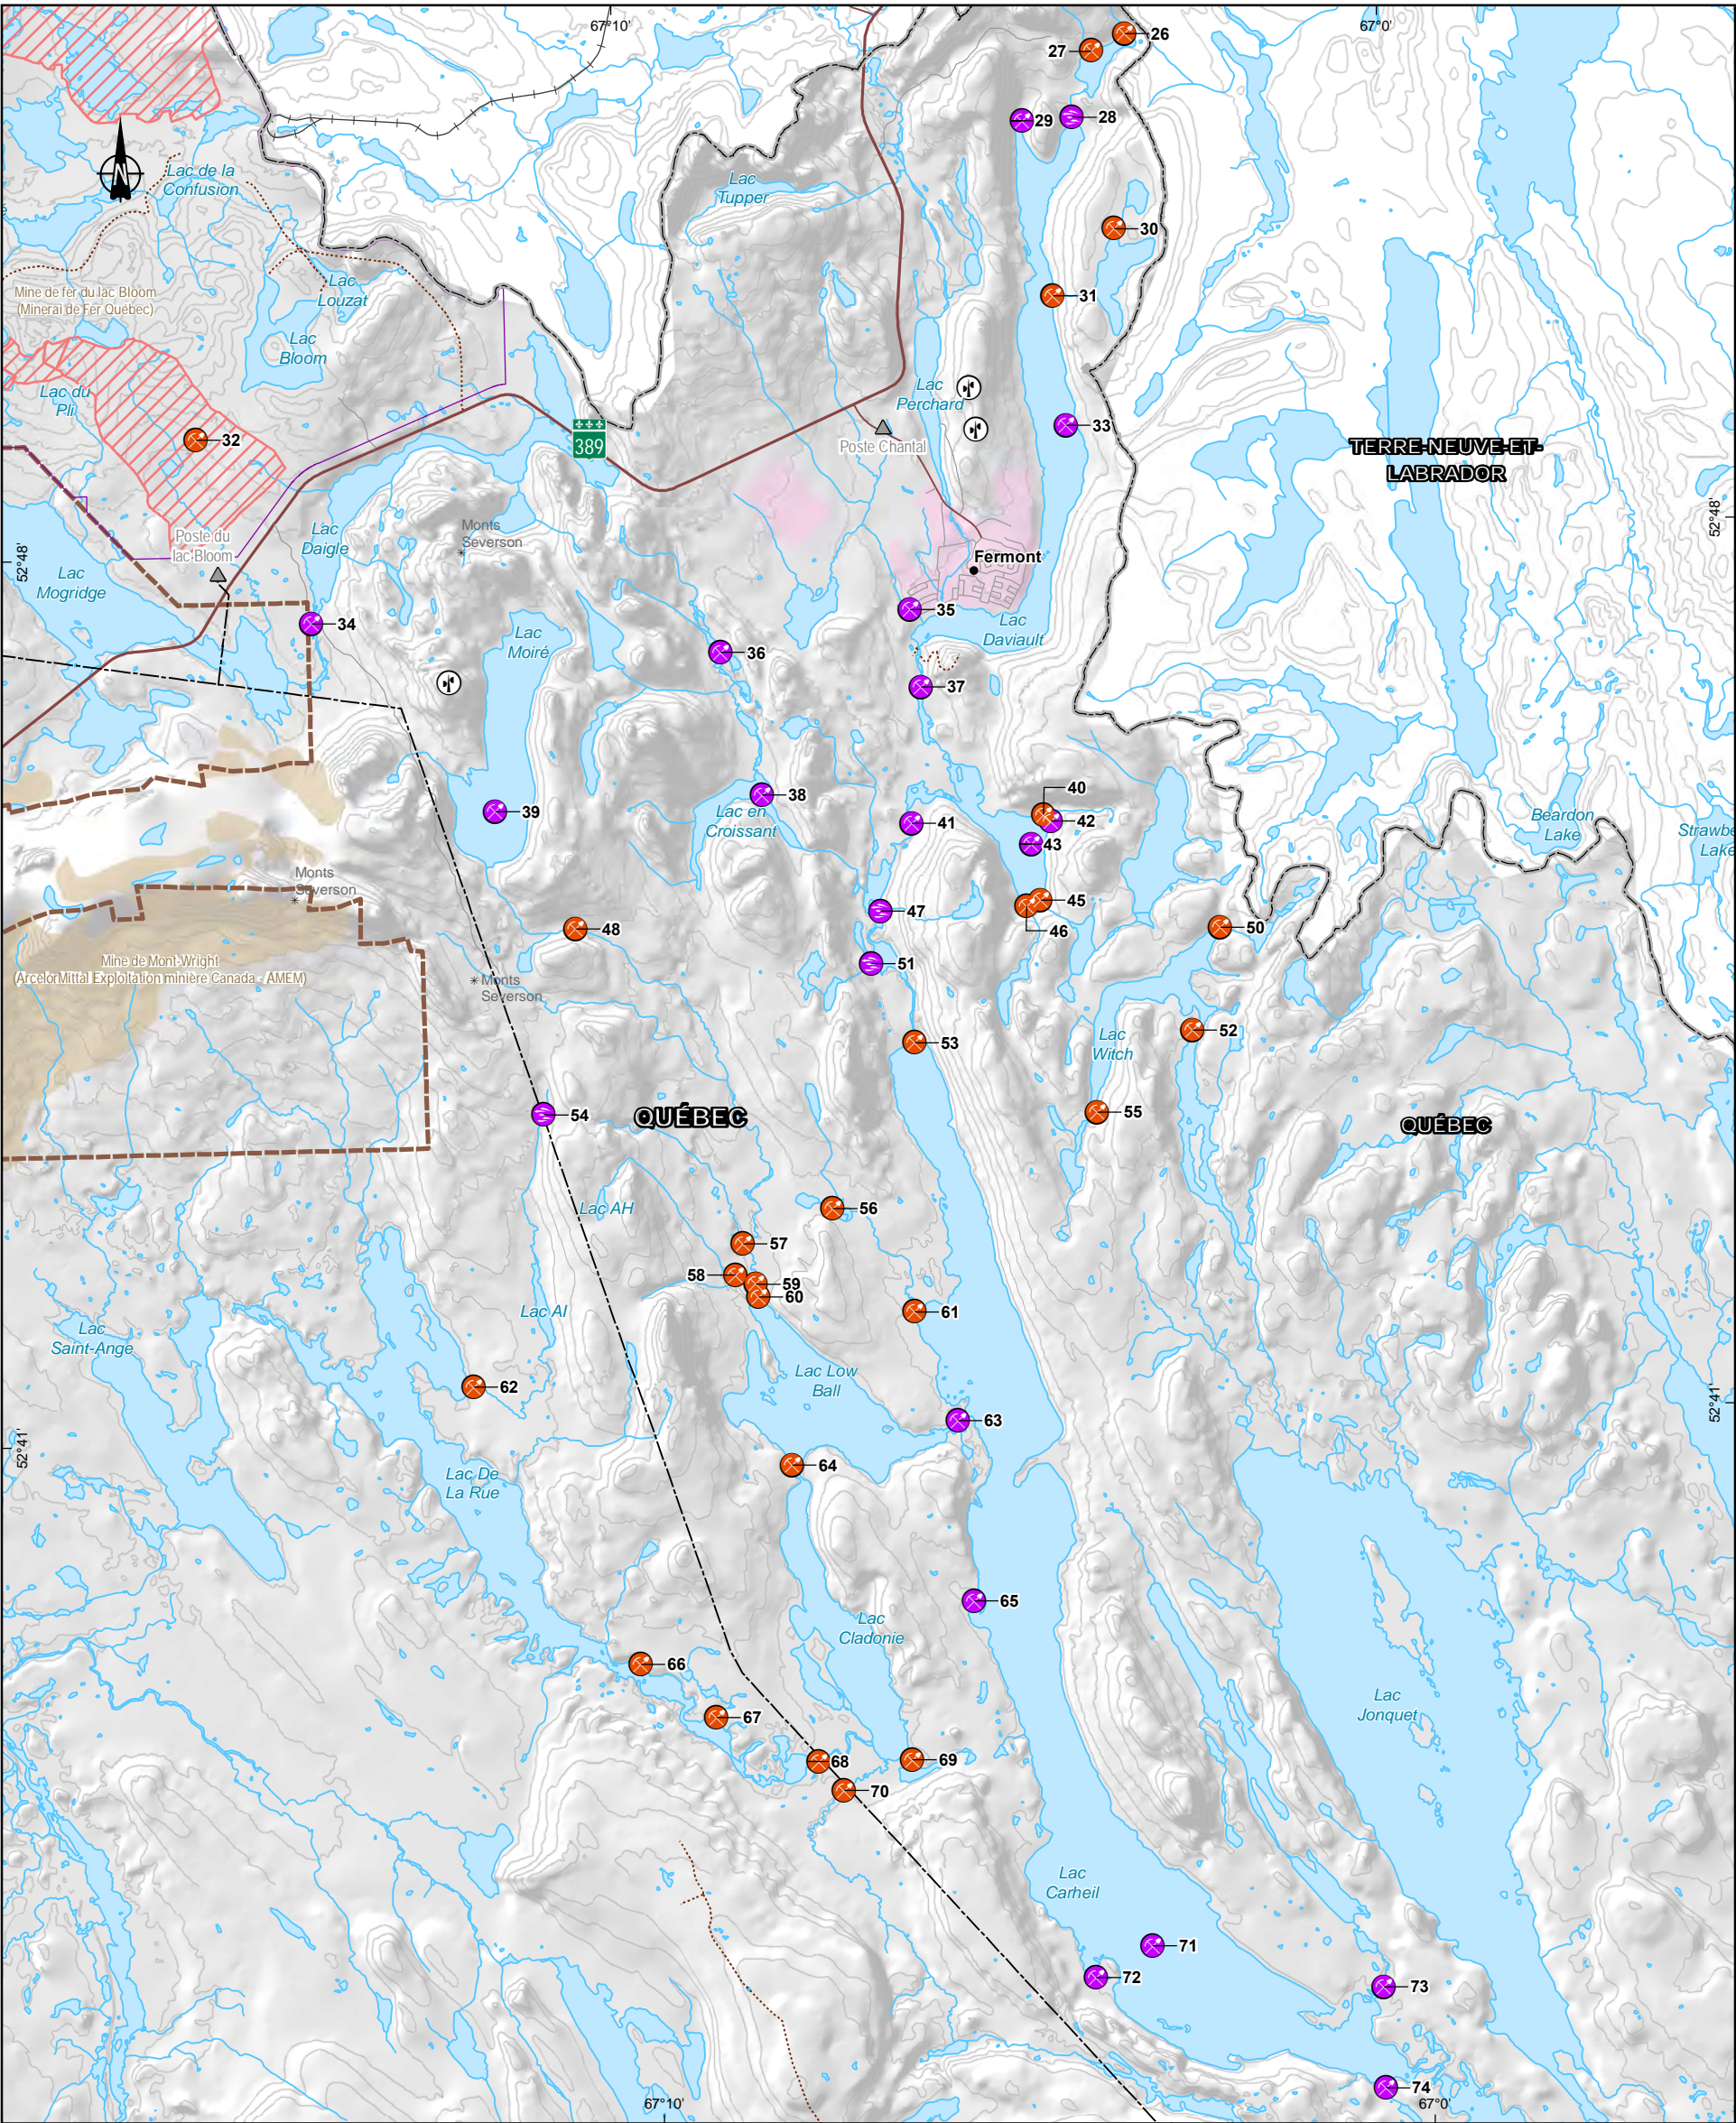 67°10'
67°0'
26
27
28
29
N
Lac de la
Confusion
Lac
Tupper
30
Lac
Louzat
Mine de fer du lac Bloom
(Minerai de Fer Québec)
31
Lac
Bloom
Lac du
Pli
Lac
Perchard
33
32
389
Poste Chantal
TERRE-NEUVE-ET-
LABRADOR
52°48'
52°48'
Monts
Severson
Lac
Daigle
Poste du
lac Bloom
Fermont
Lac
Mogridge
35
34
Lac
Daviault
Lac
Moiré
36
37
40
38
39
Lac en
Croissant
41
42
43
Beardon
Lake
Lake
Monts
Severson
45
46
47
48
50
51
Mine de Mont-Wright
(ArcelorMittal Exploitation minière Canada - AMEM)
Monts
Severson
52
53
Lac
Witch
54
QUÉBEC
55
QUÉBEC
Lac AH
56
57
58
59
60
Lac AI
61
Lac
Saint-Ange
Lac Low
Ball
62
52°41'
52°41'
63
64
Lac De
La Rue
65
Lac
Cladonie
66
67
Lac
Jonquet
68
69
70
Lac
Carheil
71
72
73
74
67°10'
67°0'